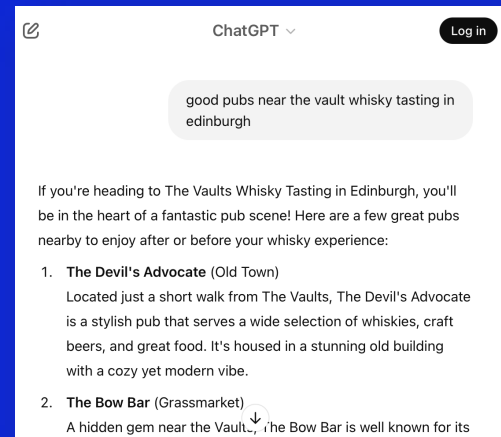 ChatGPT
Log in
good pubs near the vault whisky tasting in
edinburgh
If you're heading to The Vaults Whisky Tasting in Edinburgh, you'll
be in the heart of a fantastic pub scene! Here are a few great pubs
nearby to enjoy after or before your whisky experience:
1. The Devil's Advocate (Old Town)
Located just a short walk from The Vaults, The Devil's Advocate
is a stylish pub that serves a wide selection of whiskies, craft
beers, and great food. It's housed in a stunning old building
with a cozy yet modern vibe.
2. The Bow Bar (Grassmarket)
A hidden gem near the Vaults, The Bow Bar is well known for its